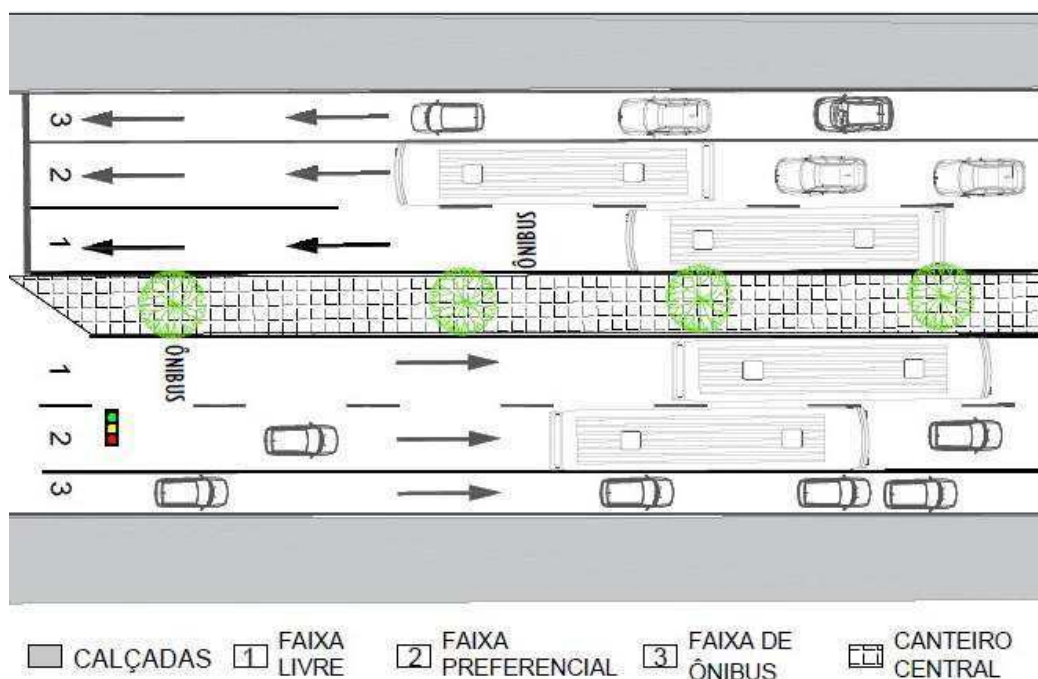 3
2
1
ÔNIBUS
1
ÔNIBUS
2
3
CALÇADAS
1 FAIXA
LIVRE
2 FAIXA
PREFERENCIAL
3 FAIXA DE
ÔNIBUS
CANTEIRO
CENTRAL